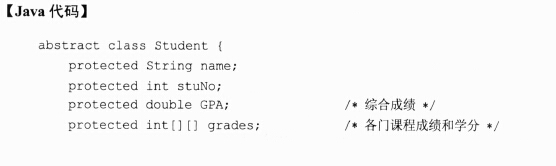 【Java 代码】
abstract class Student {
protected String name;
protected int stuNo;
protected double GPA; /* 综合成绩 */
protected int[][] grades; /* 各门课程成绩和学分 */